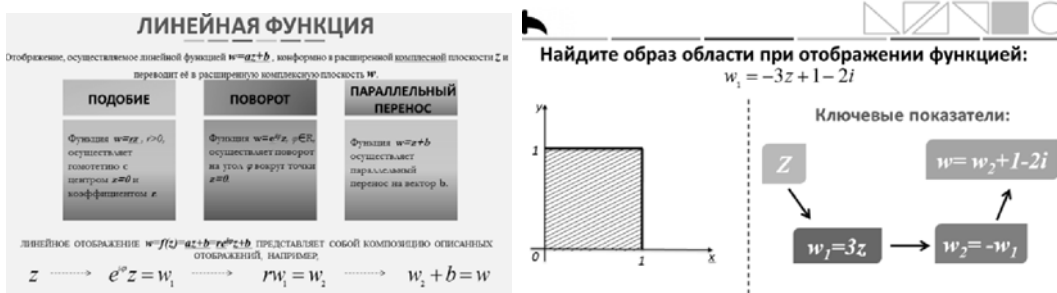 ЛИНЕЙНАЯ ФУНКЦИЯ
Отображение, осуществляемое линейной функцией w=az+b, конформно в расширенной комплесной плоскости z и
переводит её в расширенную комплексную плоскость w.
ПОДОБИЕ
Функция w=rz, r>0,
осуществляет
гомотетию с
центром z=0 и
коэффициентом r.
ПОВОРОТ
Функция w=e^{iφ}z, φ∈R,
осуществляет поворот
на угол φ вокруг точки
z=0.
ПАРАЛЛЕЛЬНЫЙ
ПЕРЕНОС
Функция w=z+b
осуществляет
параллельный
перенос на вектор b.
ЛИНЕЙНОЕ ОТОБРАЖЕНИЕ w=f(z)=az+b=re^{iφ}z+b ПРЕДСТАВЛЯЕТ СОБОЙ КОМПОЗИЦИЮ ОПИСАННЫХ
ОТОБРАЖЕНИЙ, НАПРИМЕР,
z e^{iφ}z = w₁ rw₁ = w₂ w₂ + b = w
Найдите образ области при отображении функцией:
w₁ = −3z + 1 − 2i
y
1
0 1 x
Ключевые показатели:
Z
w= w₂+1-2i
w₁=3z
w₂= -w₁